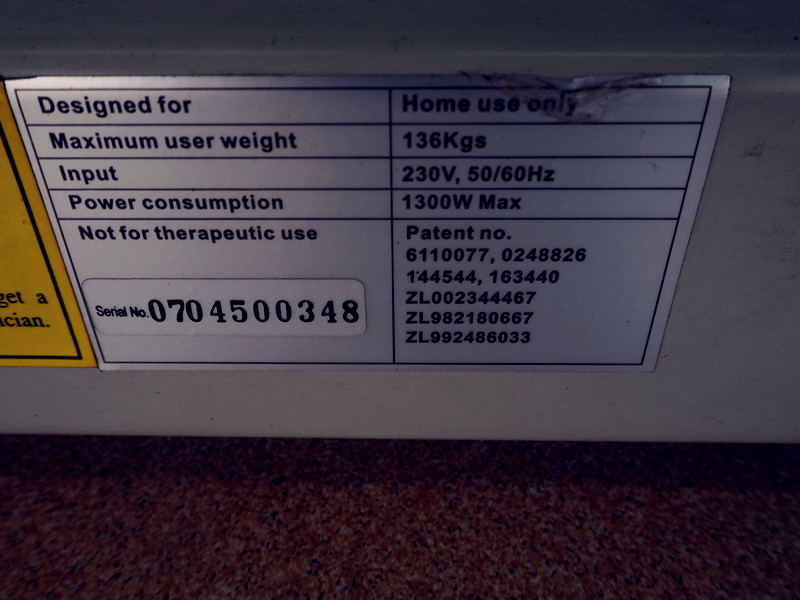 Designed for Home use only
Maximum user weight 136Kgs
Input 230V, 50/60Hz
Power consumption 1300W Max
Not for therapeutic use Patent no.
6110077, 0248826
144544, 163440
ZL002344467
ZL982180667
ZL992486033
Serial No. 0704500348
get a